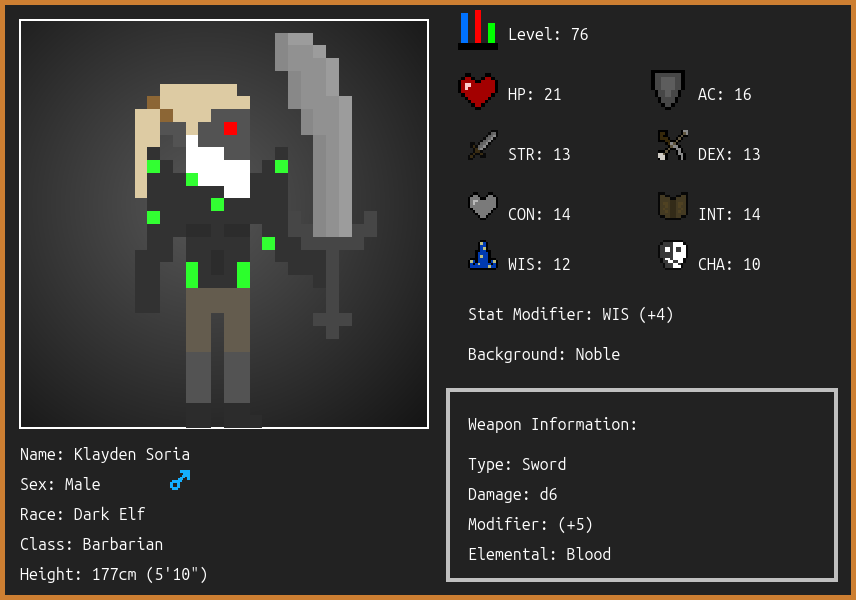 Level: 76
HP: 21
AC: 16
STR: 13
DEX: 13
CON: 14
INT: 14
WIS: 12
CHA: 10
Stat Modifier: WIS (+4)
Background: Noble
Weapon Information:
Type: Sword
Damage: d6
Modifier: (+5)
Elemental: Blood
Name: Klayden Soria
Sex: Male
Race: Dark Elf
Class: Barbarian
Height: 177cm (5'10")